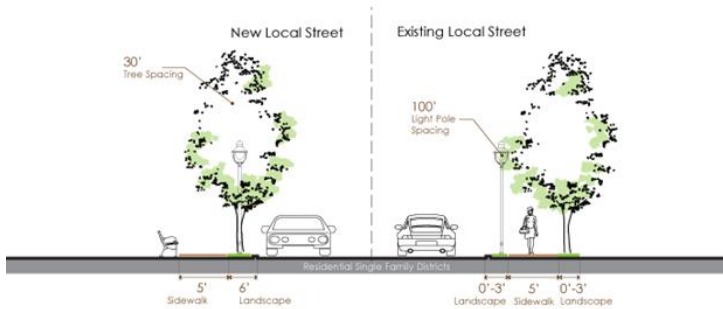 New Local Street
Existing Local Street
30'
Tree Spacing
100'
Light Pole
Spacing
Residential Single Family Districts
5'
Sidewalk
6'
Landscape
0'-3'
Landscape
5'
Sidewalk
0'-3'
Landscape